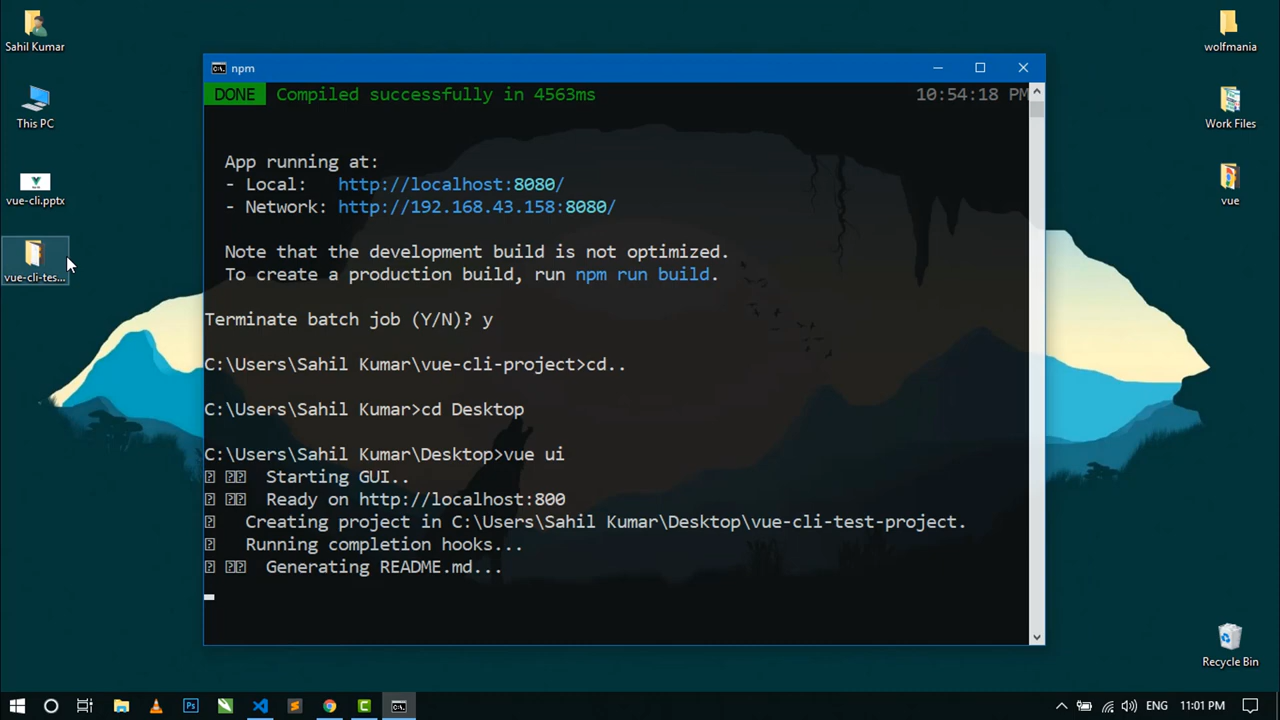 Sahil Kumar
This PC
vue-cli.pptx
vue-cli-tes...
npm
DONE Compiled successfully in 4563ms 10:54:18 PM
App running at:
- Local: http://localhost:8080/
- Network: http://192.168.43.158:8080/
Note that the development build is not optimized.
To create a production build, run npm run build.
Terminate batch job (Y/N)? y
C:\Users\Sahil Kumar\vue-cli-project>cd..
C:\Users\Sahil Kumar>cd Desktop
C:\Users\Sahil Kumar\Desktop>vue ui
Starting GUI..
Ready on http://localhost:800
Creating project in C:\Users\Sahil Kumar\Desktop\vue-cli-test-project.
Running completion hooks...
Generating README.md...
wolfmania
Work Files
vue
Recycle Bin
Ps
ENG 11:01 PM